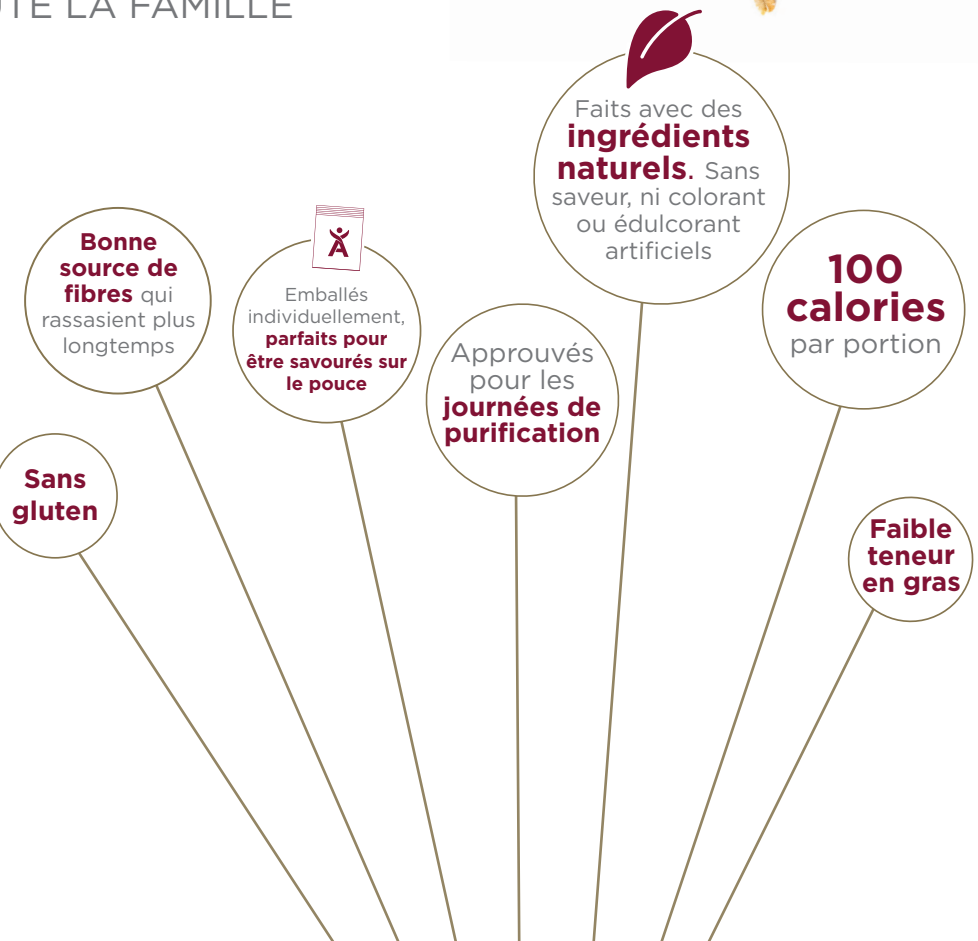 LA FAMILLE
Faits avec des
ingrédients
naturels. Sans
saveur, ni colorant
ou édulcorant
artificiels
Bonne
source de
fibres qui
rassasient plus
longtemps
Emballés
individuellement,
parfaits pour
être savourés sur
le pouce
100
calories
par portion
Approuvés
pour les
journées de
purification
Sans
gluten
Faible
teneur
en gras